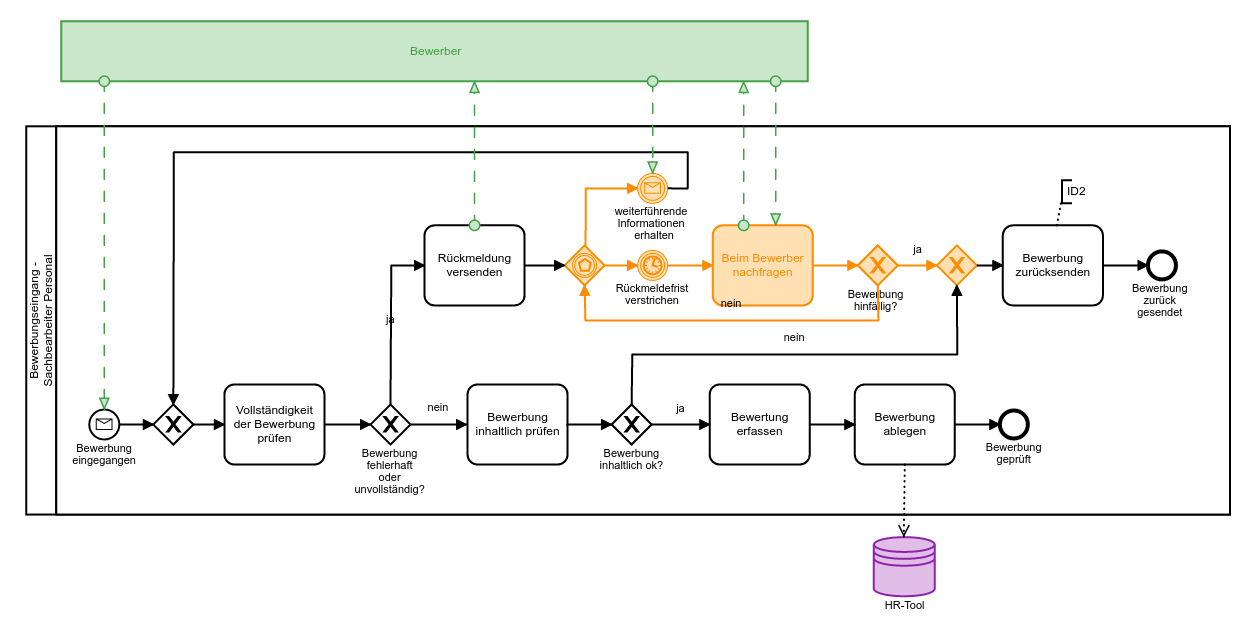 Bewerber
Bewerbungseingang -
Sachbearbeiter Personal
ID2
weiterführende
Informationen
erhalten
Rückmeldung
versenden
Rückmeldefrist
verstrichen
Beim Bewerber
nachfragen
nein
Bewerbung
hinfällig?
ja
Bewerbung
zurücksenden
Bewerbung
zurück
gesendet
ja
nein
Bewerbung
eingegangen
Vollständigkeit
der Bewerbung
prüfen
Bewerbung
fehlerhaft
oder
unvollständig?
nein
Bewerbung
inhaltlich prüfen
Bewerbung
inhaltlich ok?
ja
Bewertung
erfassen
Bewerbung
ablegen
Bewerbung
geprüft
HR-Tool